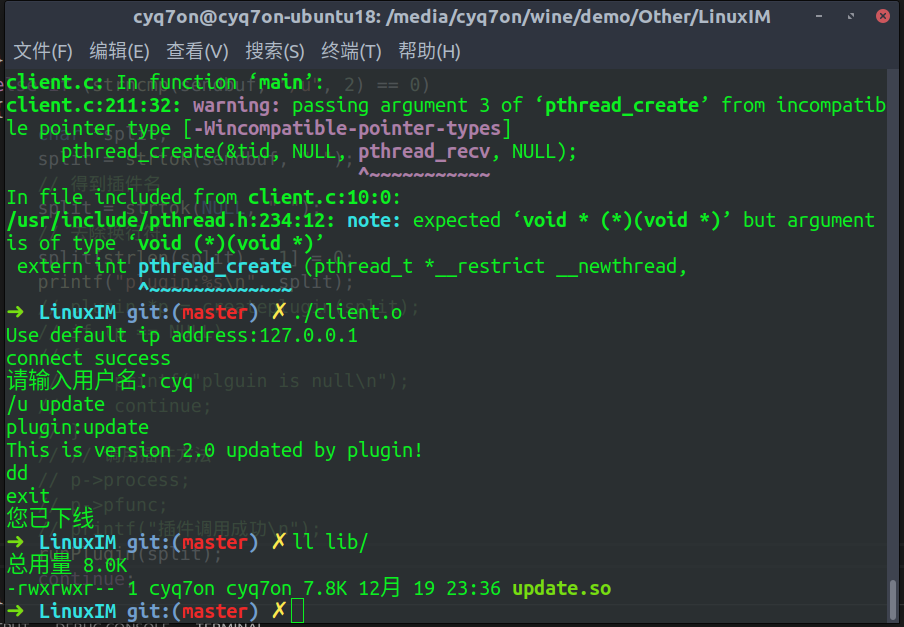 cyq7on@cyq7on-ubuntu18: /media/cyq7on/wine/demo/Other/LinuxIM
文件(F) 编辑(E) 查看(V) 搜索(S) 终端(T) 帮助(H)
client.c: In function ‘main’:
client.c:211:32: warning: passing argument 3 of ‘pthread_create’ from incompatib
le pointer type [-Wincompatible-pointer-types]
pthread_create(&tid, NULL, pthread_recv, NULL);
^~~~~~~~~~~~
In file included from client.c:10:0:
/usr/include/pthread.h:234:12: note: expected ‘void * (*)(void *)’ but argument
is of type ‘void (*)(void *)’
extern int pthread_create (pthread_t *__restrict __newthread,
^~~~~~~~~~~~~~
➜ LinuxIM git:(master) ✗ ./client.o
Use default ip address:127.0.0.1
connect success
请输入用户名: cyq
/u update
plugin:update
This is version 2.0 updated by plugin!
dd
exit
您已下线
➜ LinuxIM git:(master) ✗ ll lib/
总用量 8.0K
-rwxrwxr-- 1 cyq7on cyq7on 7.8K 12月 19 23:36 update.so
➜ LinuxIM git:(master) ✗